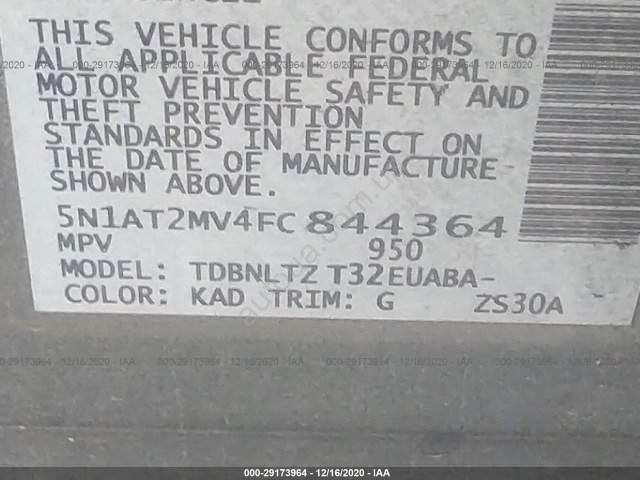 THIS VEHICLE CONFORMS TO
ALL APPLICABLE FEDERAL
MOTOR VEHICLE SAFETY AND
THEFT PREVENTION
STANDARDS IN EFFECT ON
THE DATE OF MANUFACTURE
SHOWN ABOVE.
5N1AT2MV4FC 844364
MPV 950
MODEL: TDBNLTZ T32EUABA-
COLOR: KAD TRIM: G ZS30A
000-29173964 - 12/16/2020 - IAA